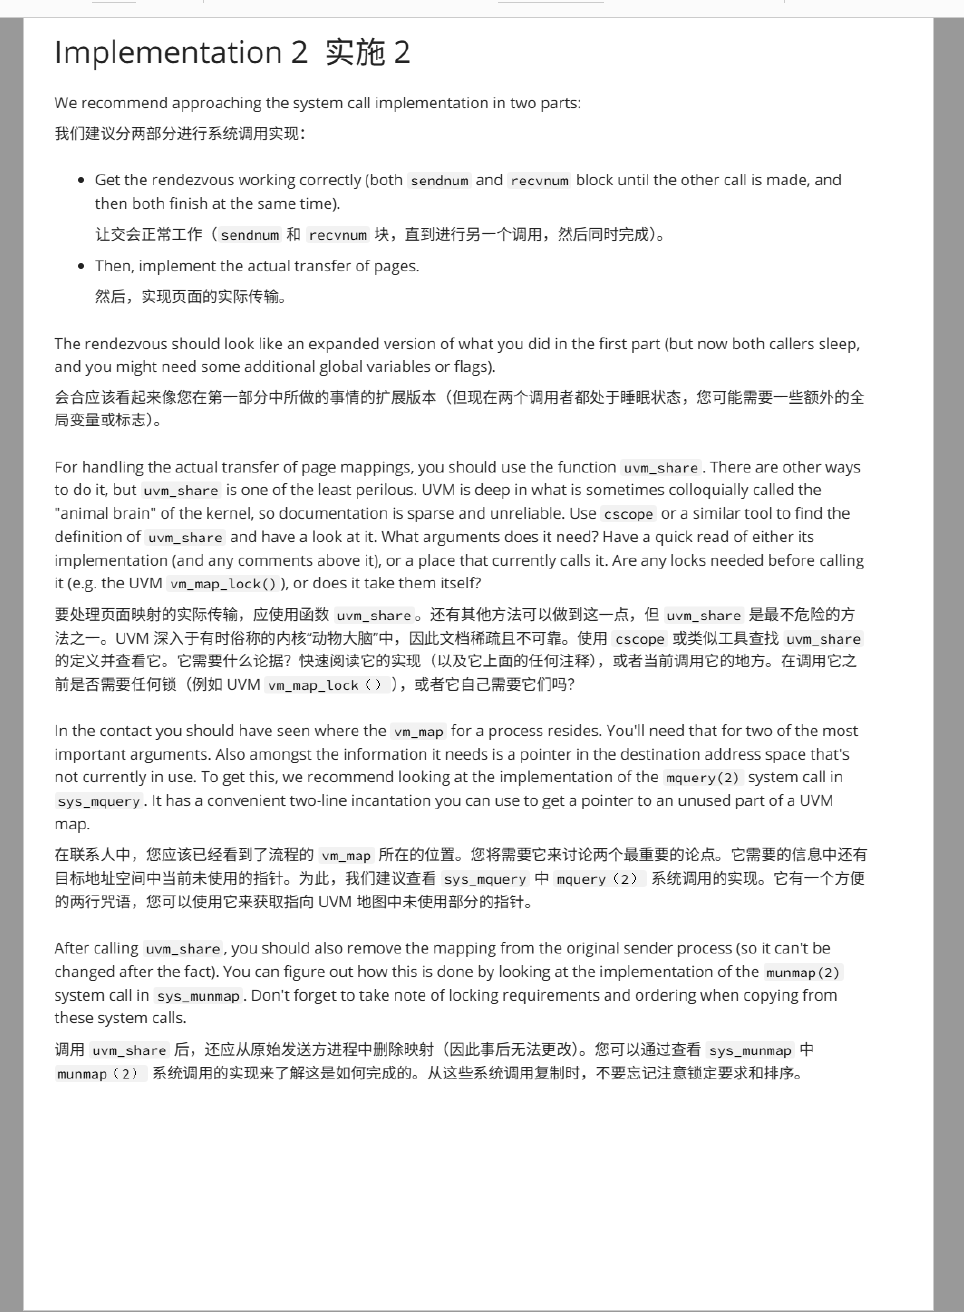 Implementation 2 实施 2
We recommend approaching the system call implementation in two parts:
我们建议分两部分进行系统调用实现：
• Get the rendezvous working correctly (both sendnum and recvnum block until the other call is made, and
then both finish at the same time).
让交会正常工作（ sendnum 和 recvnum 块，直到进行另一个调用，然后同时完成）。
• Then, implement the actual transfer of pages.
然后，实现页面的实际传输。
The rendezvous should look like an expanded version of what you did in the first part (but now both callers sleep,
and you might need some additional global variables or flags).
会合应该看起来像您在第一部分中所做的事情的扩展版本（但现在两个调用者都处于睡眠状态，您可能需要一些额外的全
局变量或标志）。
For handling the actual transfer of page mappings, you should use the function uvm_share. There are other ways
to do it, but uvm_share is one of the least perilous. UVM is deep in what is sometimes colloquially called the
"animal brain" of the kernel, so documentation is sparse and unreliable. Use cscope or a similar tool to find the
definition of uvm_share and have a look at it. What arguments does it need? Have a quick read of either its
implementation (and any comments above it), or a place that currently calls it. Are any locks needed before calling
it (e.g. the UVM vm_map_lock() ), or does it take them itself?
要处理页面映射的实际传输，应使用函数 uvm_share 。还有其他方法可以做到这一点，但 uvm_share 是最不危险的方
法之一。UVM 深入于有时俗称的内核“动物大脑”中，因此文档稀疏且不可靠。使用 cscope 或类似工具查找 uvm_share
的定义并查看它。它需要什么论据？快速阅读它的实现（以及它上面的任何注释），或者当前调用它的地方。在调用它之
前是否需要任何锁（例如 UVM vm_map_lock（） ），或者它自己需要它们吗？
In the contact you should have seen where the vm_map for a process resides. You'll need that for two of the most
important arguments. Also amongst the information it needs is a pointer in the destination address space that's
not currently in use. To get this, we recommend looking at the implementation of the mquery(2) system call in
sys_mquery. It has a convenient two-line incantation you can use to get a pointer to an unused part of a UVM
map.
在联系人中，您应该已经看到了流程的 vm_map 所在的位置。您将需要它来讨论两个最重要的论点。它需要的信息中还有
目标地址空间中当前未使用的指针。为此，我们建议查看 sys_mquery 中 mquery（2） 系统调用的实现。它有一个方便
的两行咒语，您可以使用它来获取指向 UVM 地图中未使用部分的指针。
After calling uvm_share, you should also remove the mapping from the original sender process (so it can't be
changed after the fact). You can figure out how this is done by looking at the implementation of the munmap(2)
system call in sys_munmap. Don't forget to take note of locking requirements and ordering when copying from
these system calls.
调用 uvm_share 后，还应从原始发送方进程中删除映射（因此事后无法更改）。您可以通过查看 sys_munmap 中
munmap（2） 系统调用的实现来了解这是如何完成的。从这些系统调用复制时，不要忘记注意锁定要求和排序。